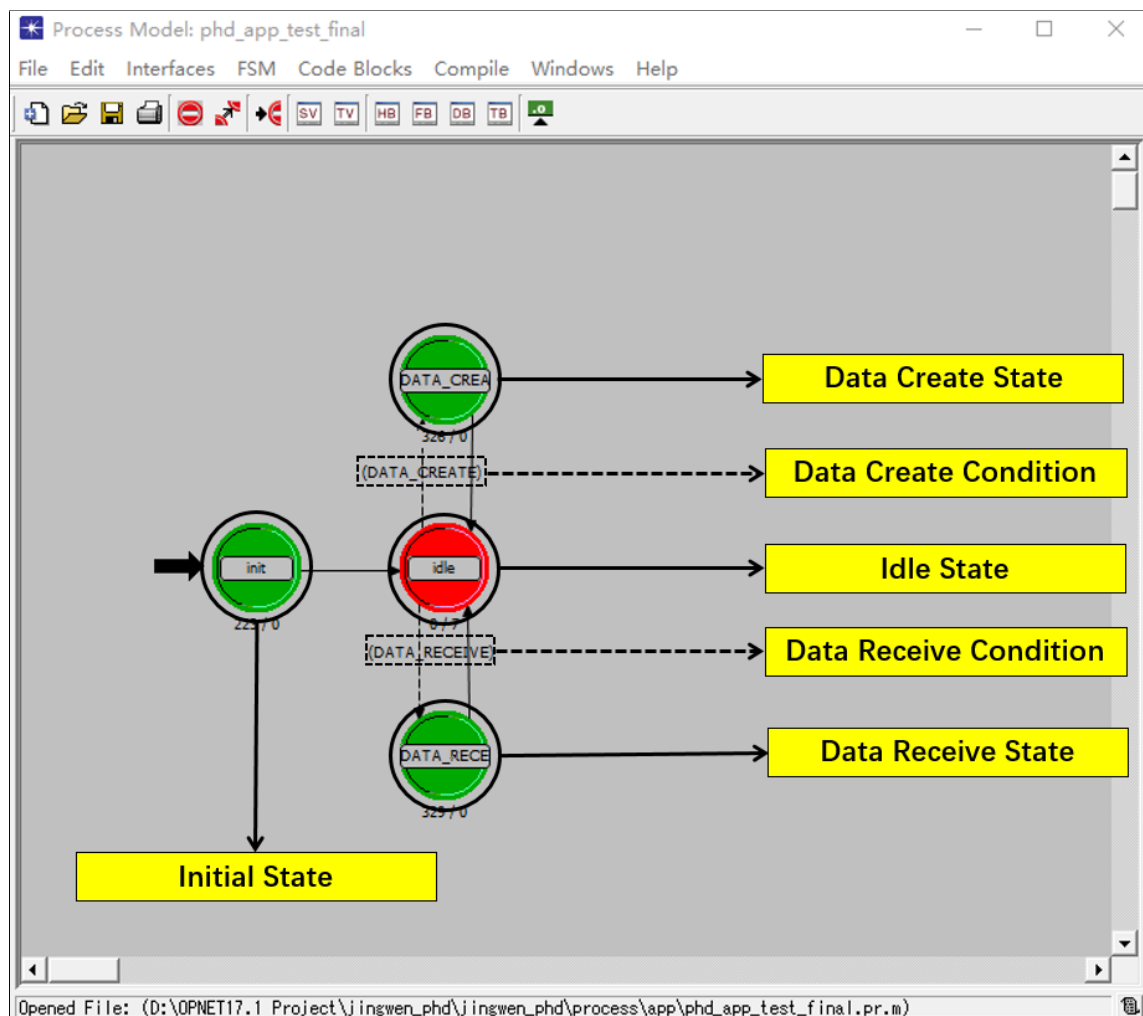 Process Model: phd_app_test_final
File Edit Interfaces FSM Code Blocks Compile Windows Help
SV TV HB FB DB TB .0
DATA_CREA
Data Create State
328 / 0
(DATA_CREATE)
Data Create Condition
init
idle
Idle State
223 / 0
0 / 7
(DATA_RECEIVE)
Data Receive Condition
DATA_RECE
Data Receive State
329 / 0
Initial State
Opened File: (D:\OPNET17.1 Project\jingwen_phd\jingwen_phd\process\app\phd_app_test_final.pr.m)